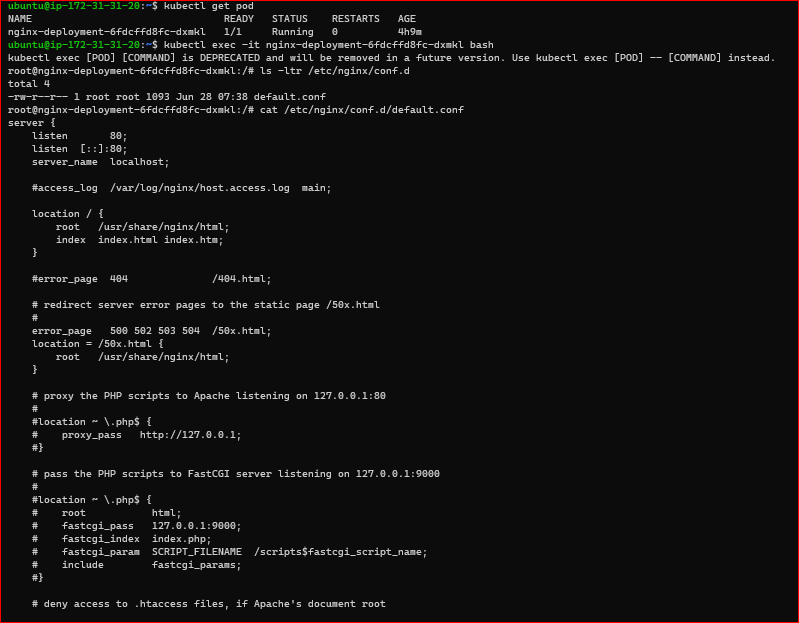 ubuntu@ip-172-31-31-20:~$ kubectl get pod
NAME                                READY   STATUS    RESTARTS   AGE
nginx-deployment-6fdcffd8fc-dxmkl   1/1     Running   0          4h9m
ubuntu@ip-172-31-31-20:~$ kubectl exec -it nginx-deployment-6fdcffd8fc-dxmkl bash
kubectl exec [POD] [COMMAND] is DEPRECATED and will be removed in a future version. Use kubectl exec [POD] -- [COMMAND] instead.
root@nginx-deployment-6fdcffd8fc-dxmkl:/# ls -ltr /etc/nginx/conf.d
total 4
-rw-r--r-- 1 root root 1093 Jun 28 07:38 default.conf
root@nginx-deployment-6fdcffd8fc-dxmkl:/# cat /etc/nginx/conf.d/default.conf
server {
    listen       80;
    listen  [::]:80;
    server_name  localhost;

    #access_log  /var/log/nginx/host.access.log  main;

    location / {
        root   /usr/share/nginx/html;
        index  index.html index.htm;
    }

    #error_page  404              /404.html;

    # redirect server error pages to the static page /50x.html
    #
    error_page   500 502 503 504  /50x.html;
    location = /50x.html {
        root   /usr/share/nginx/html;
    }

    # proxy the PHP scripts to Apache listening on 127.0.0.1:80
    #
    #location ~ \.php$ {
    #    proxy_pass   http://127.0.0.1;
    #}

    # pass the PHP scripts to FastCGI server listening on 127.0.0.1:9000
    #
    #location ~ \.php$ {
    #    root           html;
    #    fastcgi_pass   127.0.0.1:9000;
    #    fastcgi_index  index.php;
    #    fastcgi_param  SCRIPT_FILENAME  /scripts$fastcgi_script_name;
    #    include        fastcgi_params;
    #}

    # deny access to .htaccess files, if Apache's document root